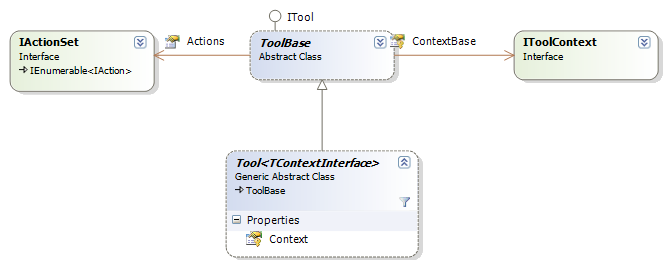 ITool
IActionSet
Interface
IEnumerable<IAction>
Actions
ToolBase
Abstract Class
ContextBase
IToolContext
Interface
Tool<TContextInterface>
Generic Abstract Class
ToolBase
Properties
Context